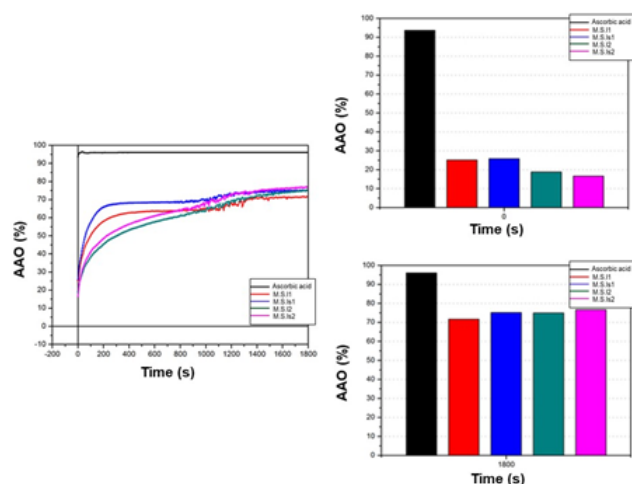 AAO (%)
100
90
80
70
60
50
40
30
20
10
0
-10
-200
0
200
400
600
800
1000
1200
1400
1600
1800
Time (s)
Ascorbic acid
M.S.I1
M.S.Is1
M.S.I2
M.S.Is2
AAO (%)
100
90
80
70
60
50
40
30
20
10
0
0
Time (s)
Ascorbic acid
M.S.I1
M.S.Is1
M.S.I2
M.S.Is2
AAO (%)
100
90
80
70
60
50
40
30
20
10
0
1800
Time (s)
Ascorbic acid
M.S.I1
M.S.Is1
M.S.I2
M.S.Is2